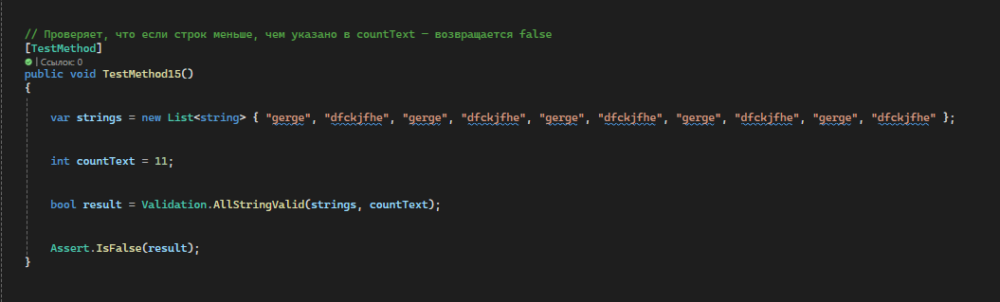 // Проверяет, что если строк меньше, чем указано в countText — возвращается false
[TestMethod]
| Ссылок: 0
public void TestMethod15()
{
var strings = new List<string> { "gerge", "dfckjfhe", "gerge", "dfckjfhe", "gerge", "dfckjfhe", "gerge", "dfckjfhe", "gerge", "dfckjfhe" };
int countText = 11;
bool result = Validation.AllStringValid(strings, countText);
Assert.IsFalse(result);
}